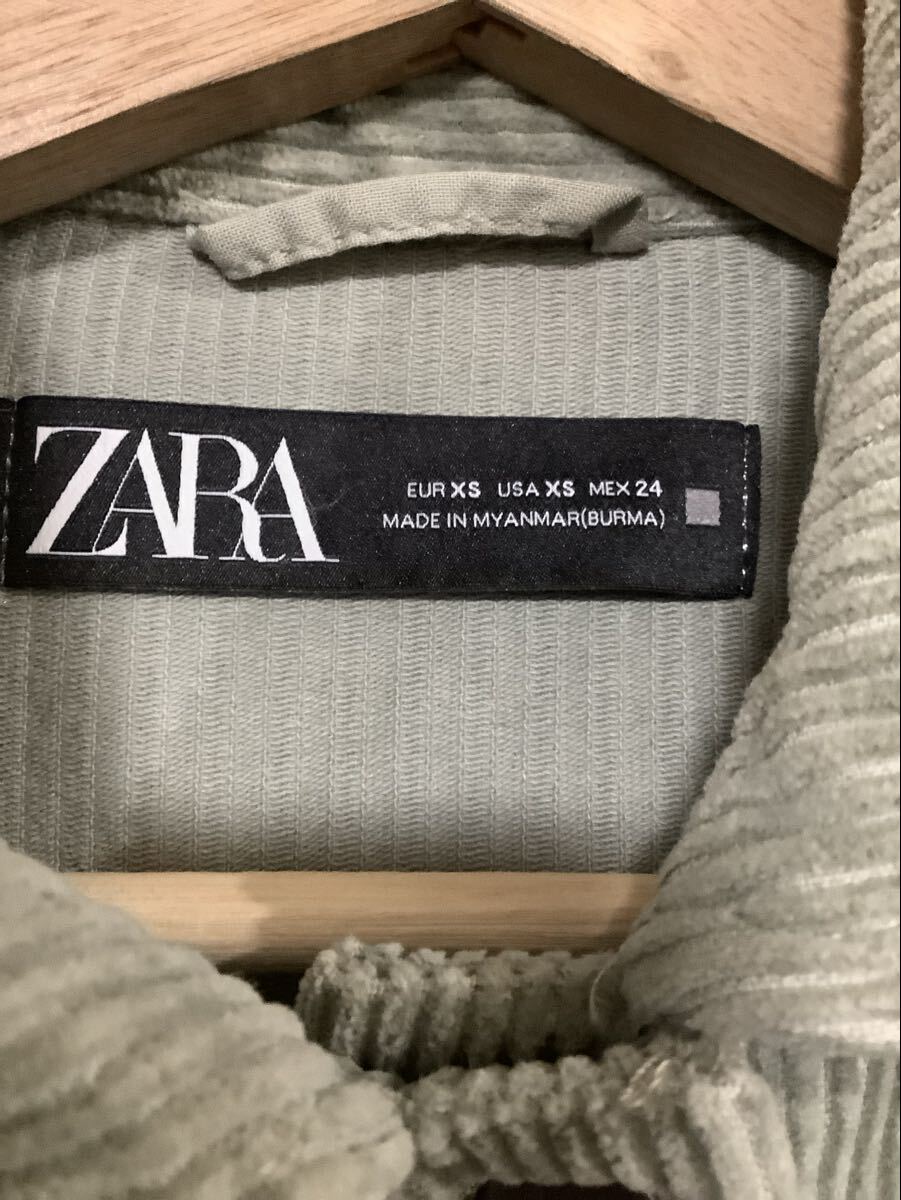 ZARA
EUR XS USA XS MEX 24
MADE IN MYANMAR(BURMA)